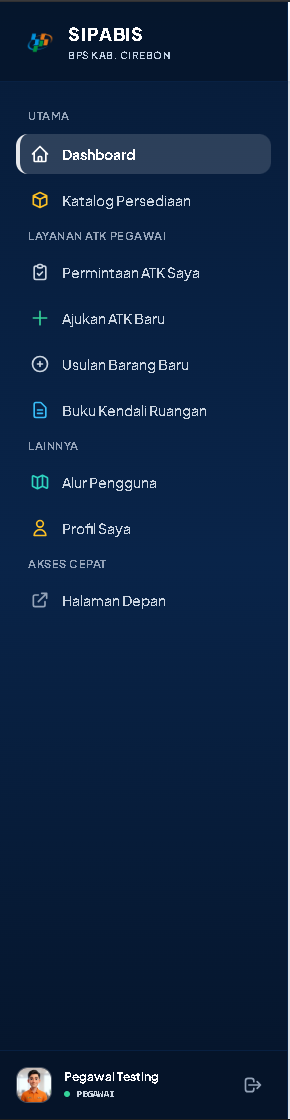 SIPABIS
BPS KAB. CIREBON
UTAMA
Dashboard
Katalog Persediaan
LAYANAN ATK PEGAWAI
Permintaan ATK Saya
Ajukan ATK Baru
Usulan Barang Baru
Buku Kendali Ruangan
LAINNYA
Alur Pengguna
Profil Saya
AKSES CEPAT
Halaman Depan
Pegawai Testing
PEGAWAI